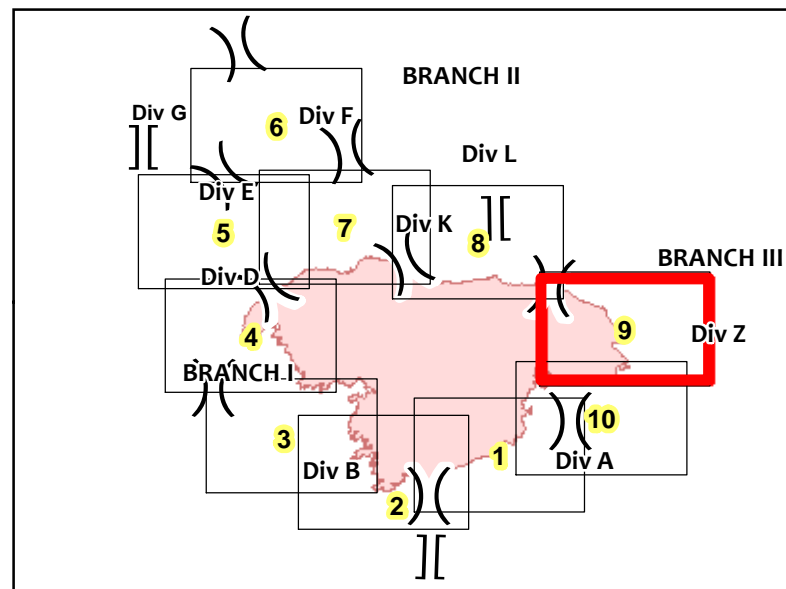 BRANCH II
Div G
Div F
6
Div L
Div E
5
7
Div K
8
BRANCH III
Div D
9
Div Z
4
BRANCH I
10
3
1
Div A
Div B
2